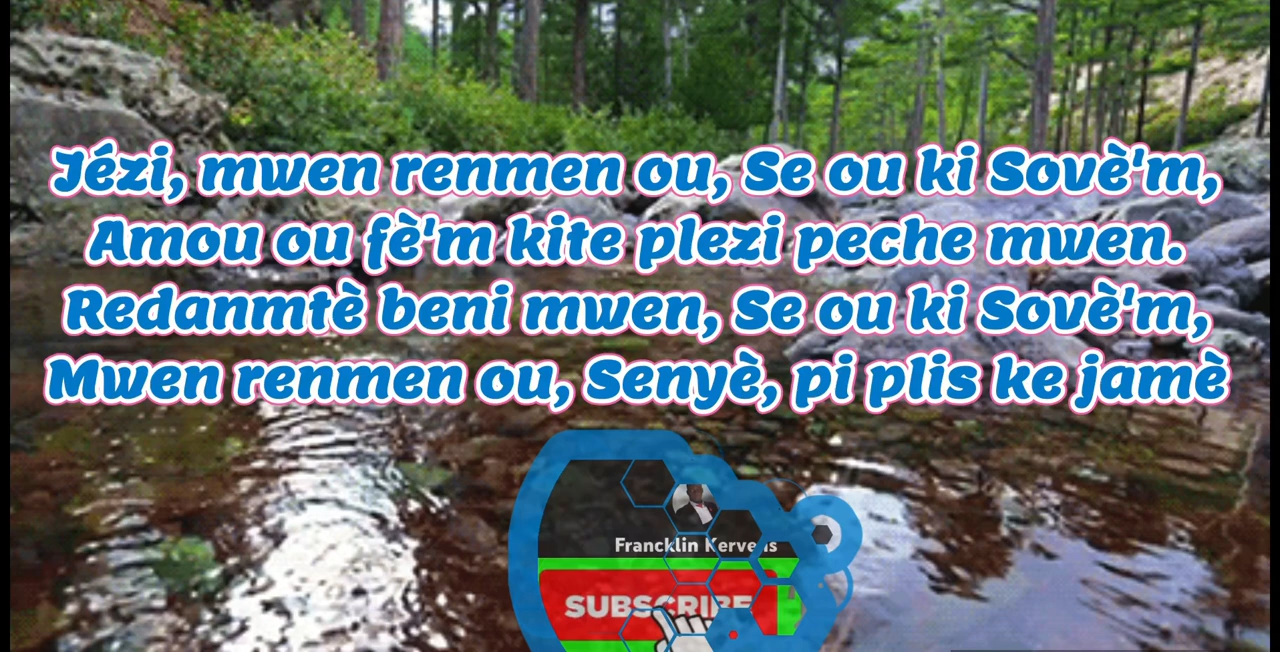 Jézi, mwen renmen ou, Se ou ki Sovè'm,
Amou ou fè'm kite plezi peche mwen.
Redanmtè beni mwen, Se ou ki Sovè'm,
Mwen renmen ou, Senyè, pi plis ke jamè
Francklin Kervens
SUBSCRIBE